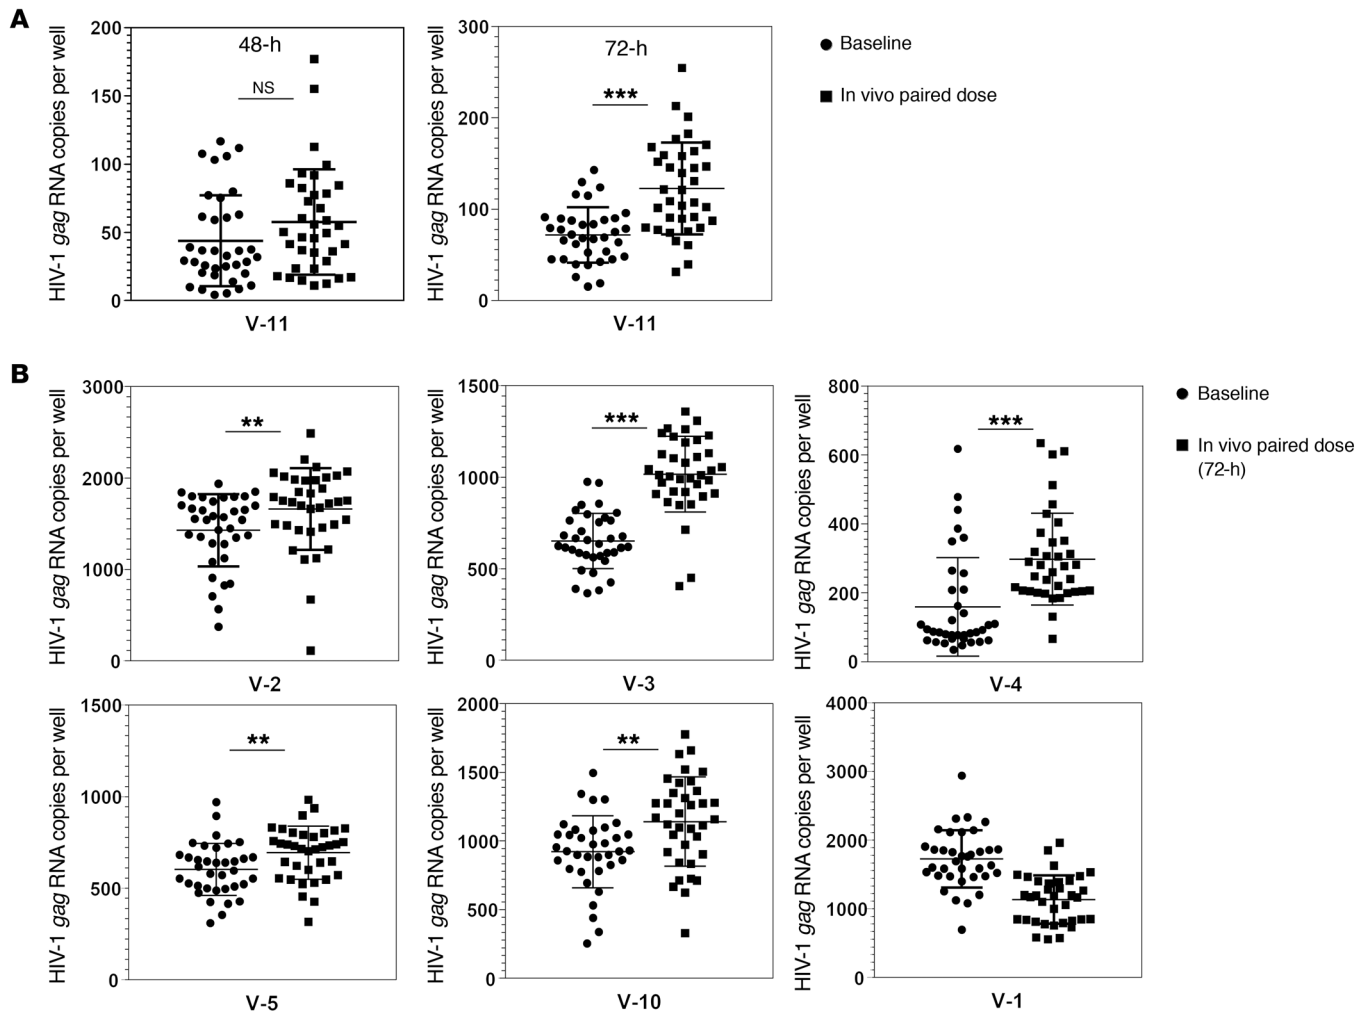 A
HIV-1 gag RNA copies per well
200
150
100
50
0
48-h
NS
V-11
HIV-1 gag RNA copies per well
300
200
100
0
72-h
***
V-11
Baseline
In vivo paired dose
B
HIV-1 gag RNA copies per well
3000
2000
1000
0
**
V-2
HIV-1 gag RNA copies per well
1500
1000
500
0
***
V-3
HIV-1 gag RNA copies per well
800
600
400
200
0
***
V-4
Baseline
In vivo paired dose
(72-h)
HIV-1 gag RNA copies per well
1500
1000
500
0
**
V-5
HIV-1 gag RNA copies per well
2000
1500
1000
500
0
**
V-10
HIV-1 gag RNA copies per well
4000
3000
2000
1000
0
V-1